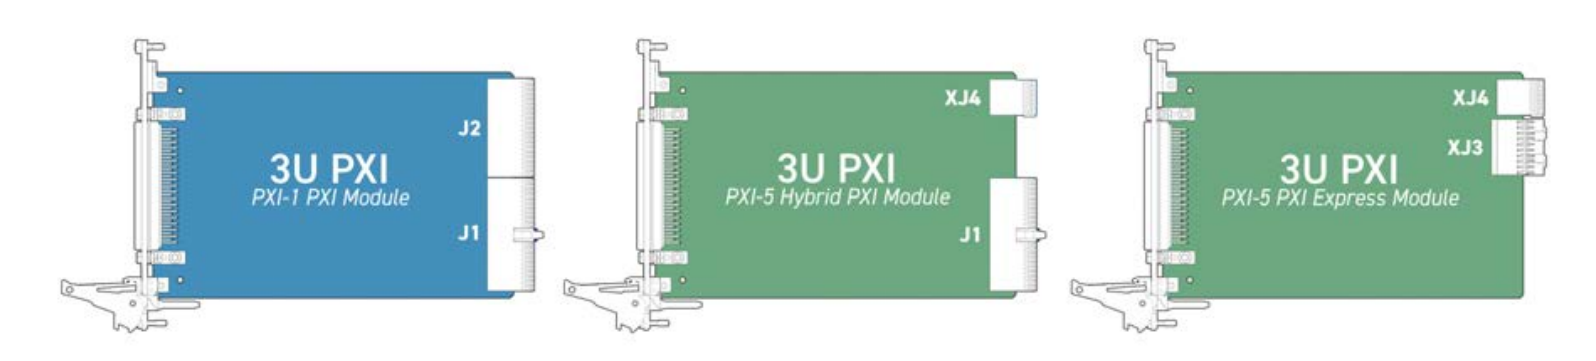 J2
3U PXI
PXI-1 PXI Module
J1
XJ4
3U PXI
PXI-5 Hybrid PXI Module
J1
XJ4
XJ3
3U PXI
PXI-5 PXI Express Module